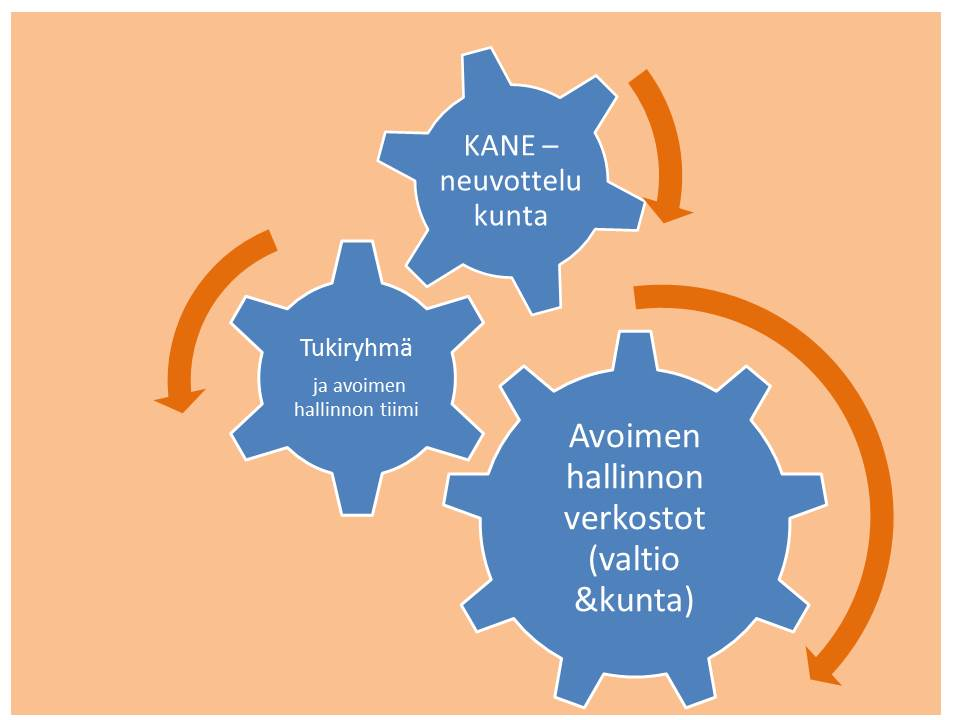 KANE –
neuvottelu
kunta
Tukiryhmä
ja avoimen
hallinnon tiimi
Avoimen
hallinnon
verkostot
(valtio
&kunta)